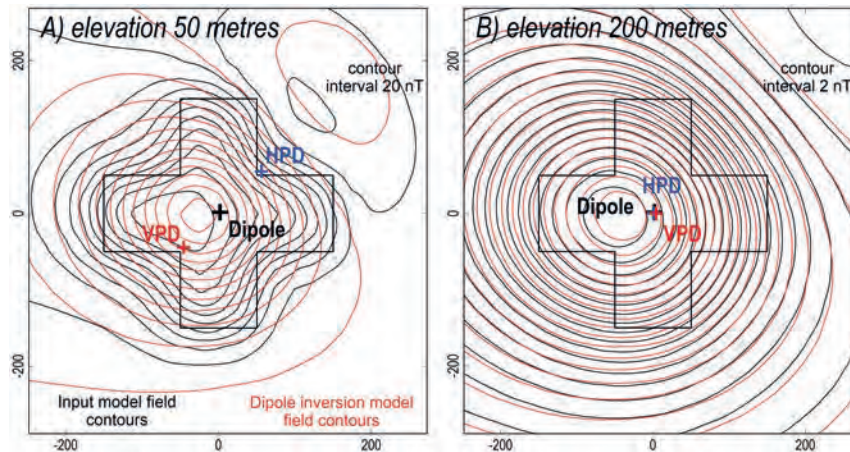 A) elevation 50 metres
contour
interval 20 nT
HPD
Dipole
VPD
Input model field
contours
Dipole inversion model
field contours
200
0
-200
-200
0
200
B) elevation 200 metres
contour
interval 2 nT
HPD
Dipole
VPD
200
0
-200
-200
0
200